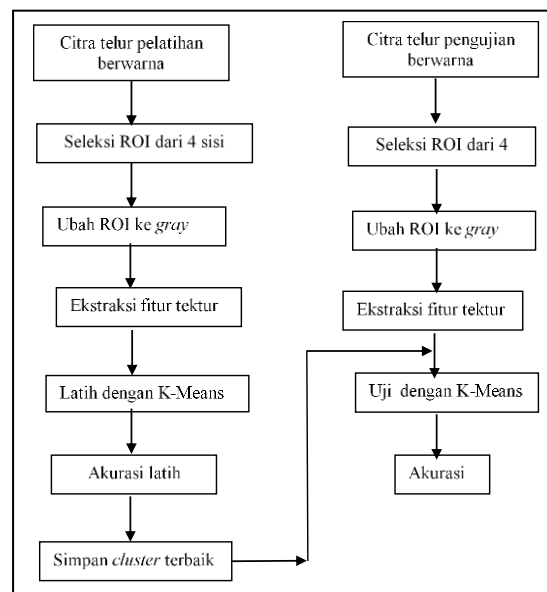 Citra telur pelatihan
berwarna
Seleksi ROI dari 4 sisi
Ubah ROI ke gray
Ekstraksi fitur tektur
Latih dengan K-Means
Akurasi latih
Simpan cluster terbaik
Citra telur pengujian
berwarna
Seleksi ROI dari 4
Ubah ROI ke gray
Ekstraksi fitur tektur
Uji dengan K-Means
Akurasi